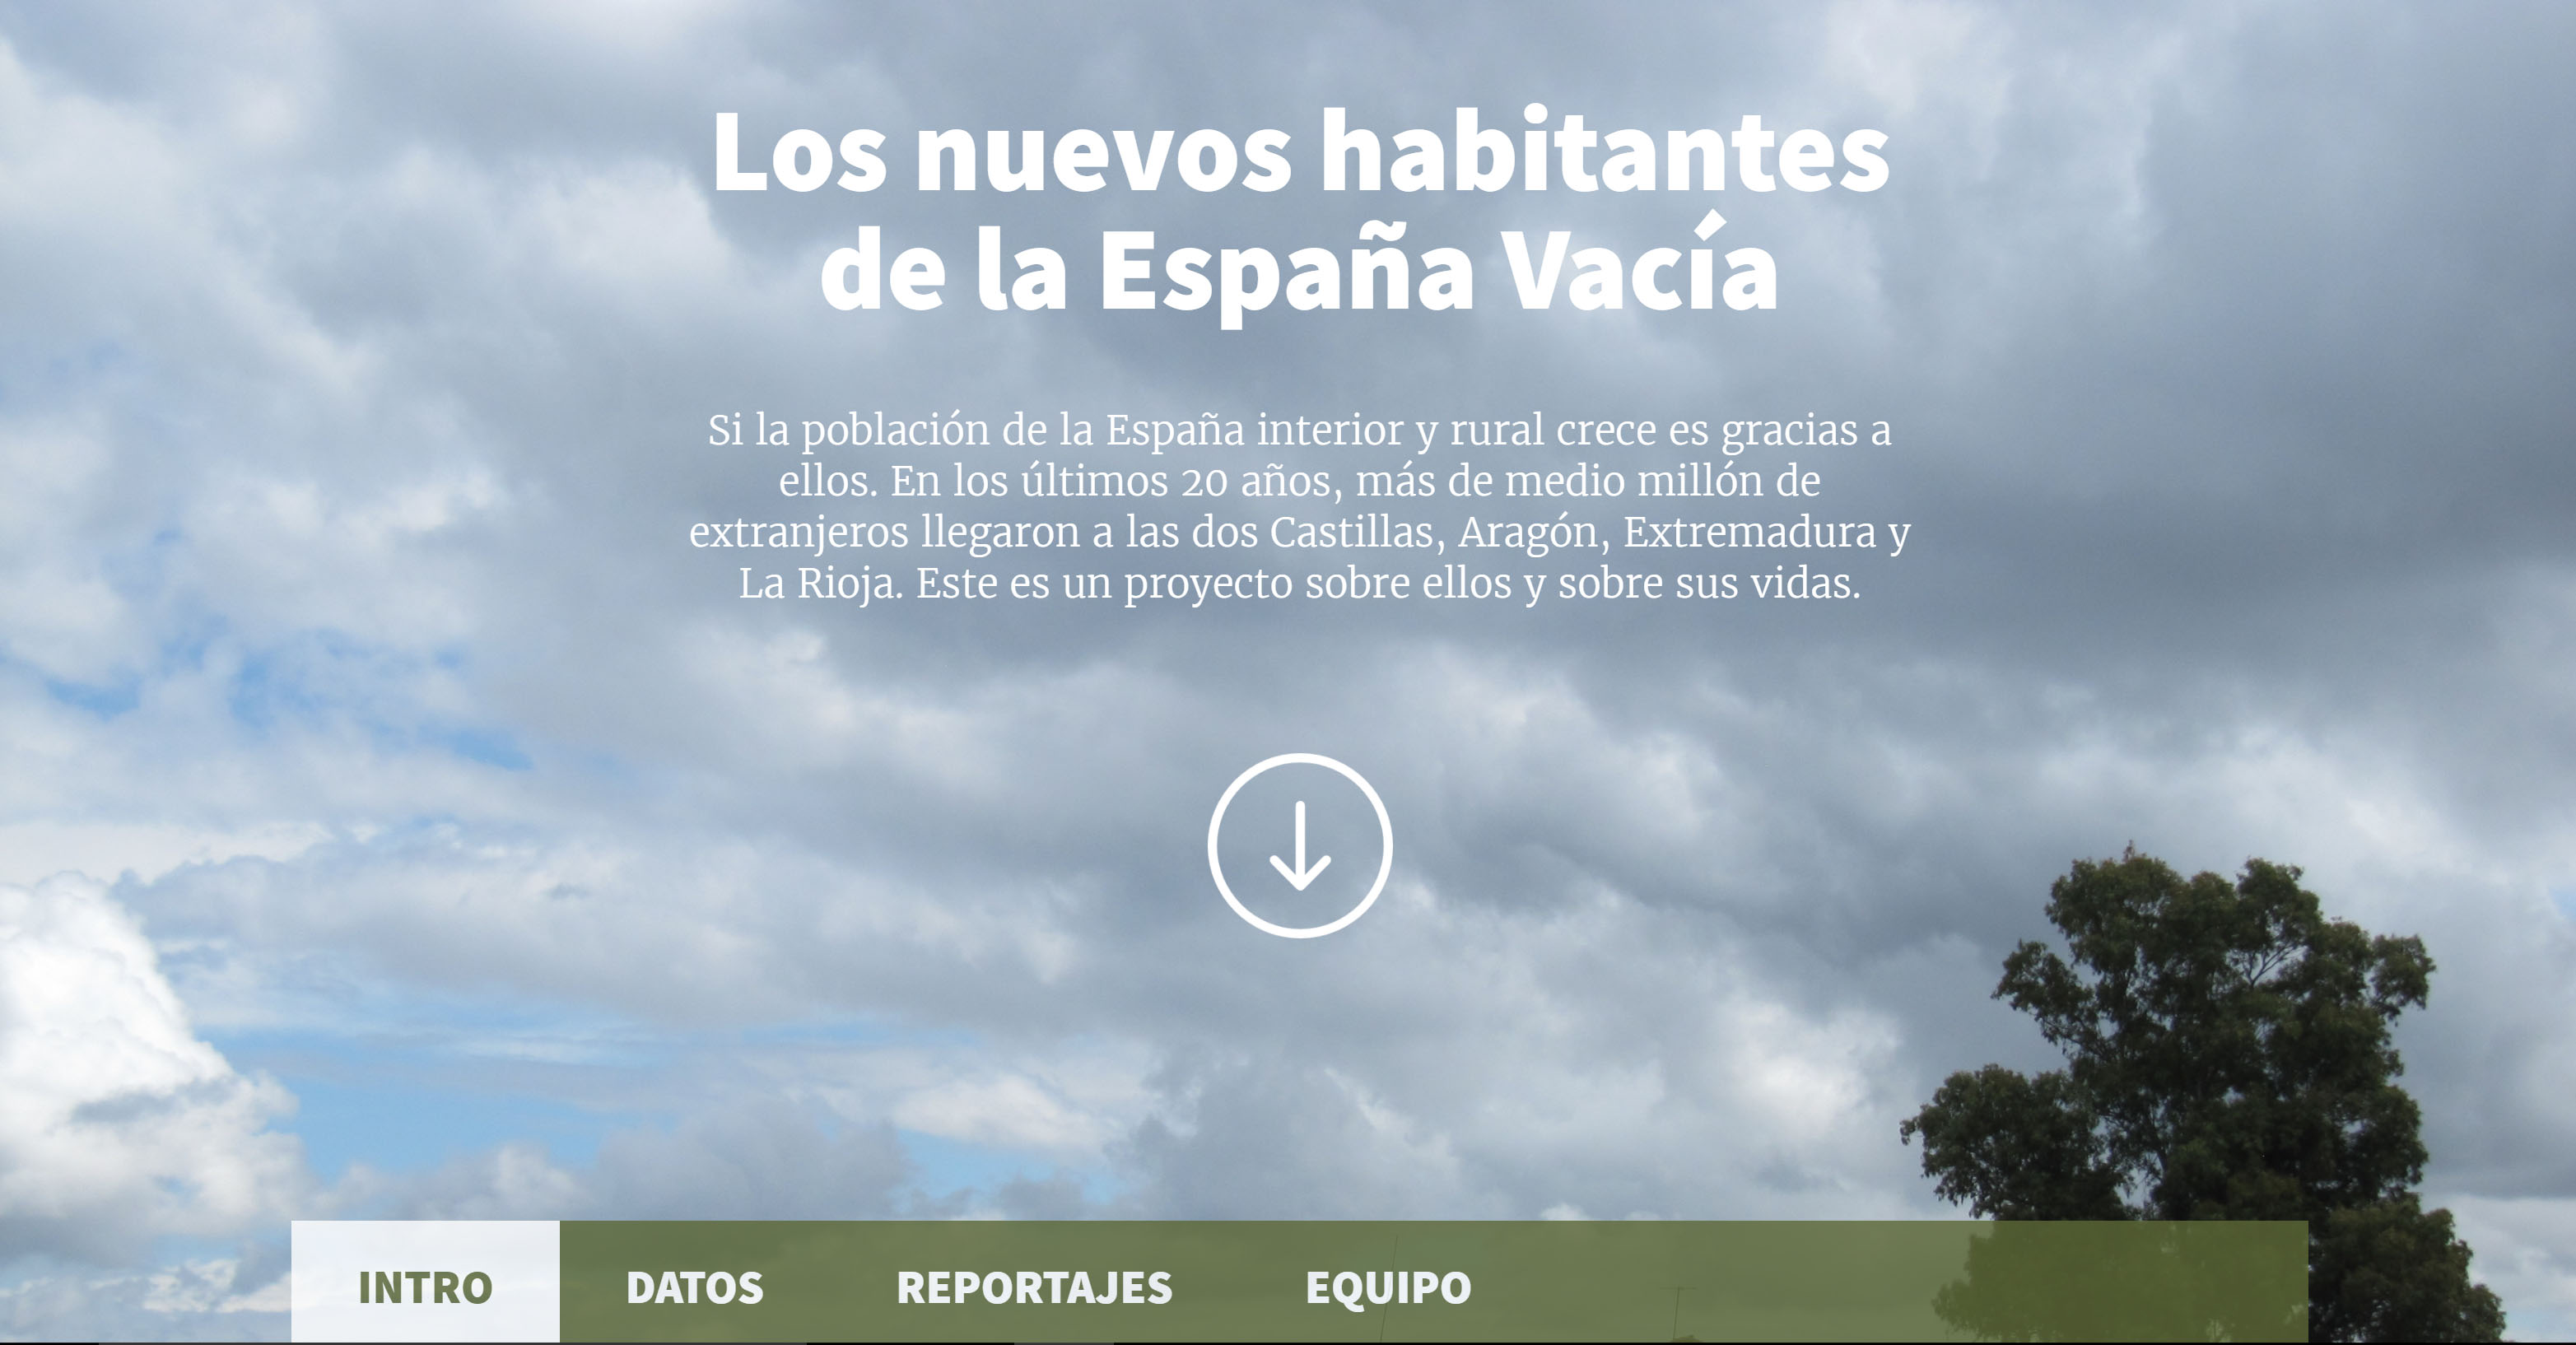 Los nuevos habitantes
de la España Vacía
Si la población de la España interior y rural crece es gracias a
ellos. En los últimos 20 años, más de medio millón de
extranjeros llegaron a las dos Castillas, Aragón, Extremadura y
La Rioja. Este es un proyecto sobre ellos y sobre sus vidas.
INTRO DATOS REPORTAJES EQUIPO